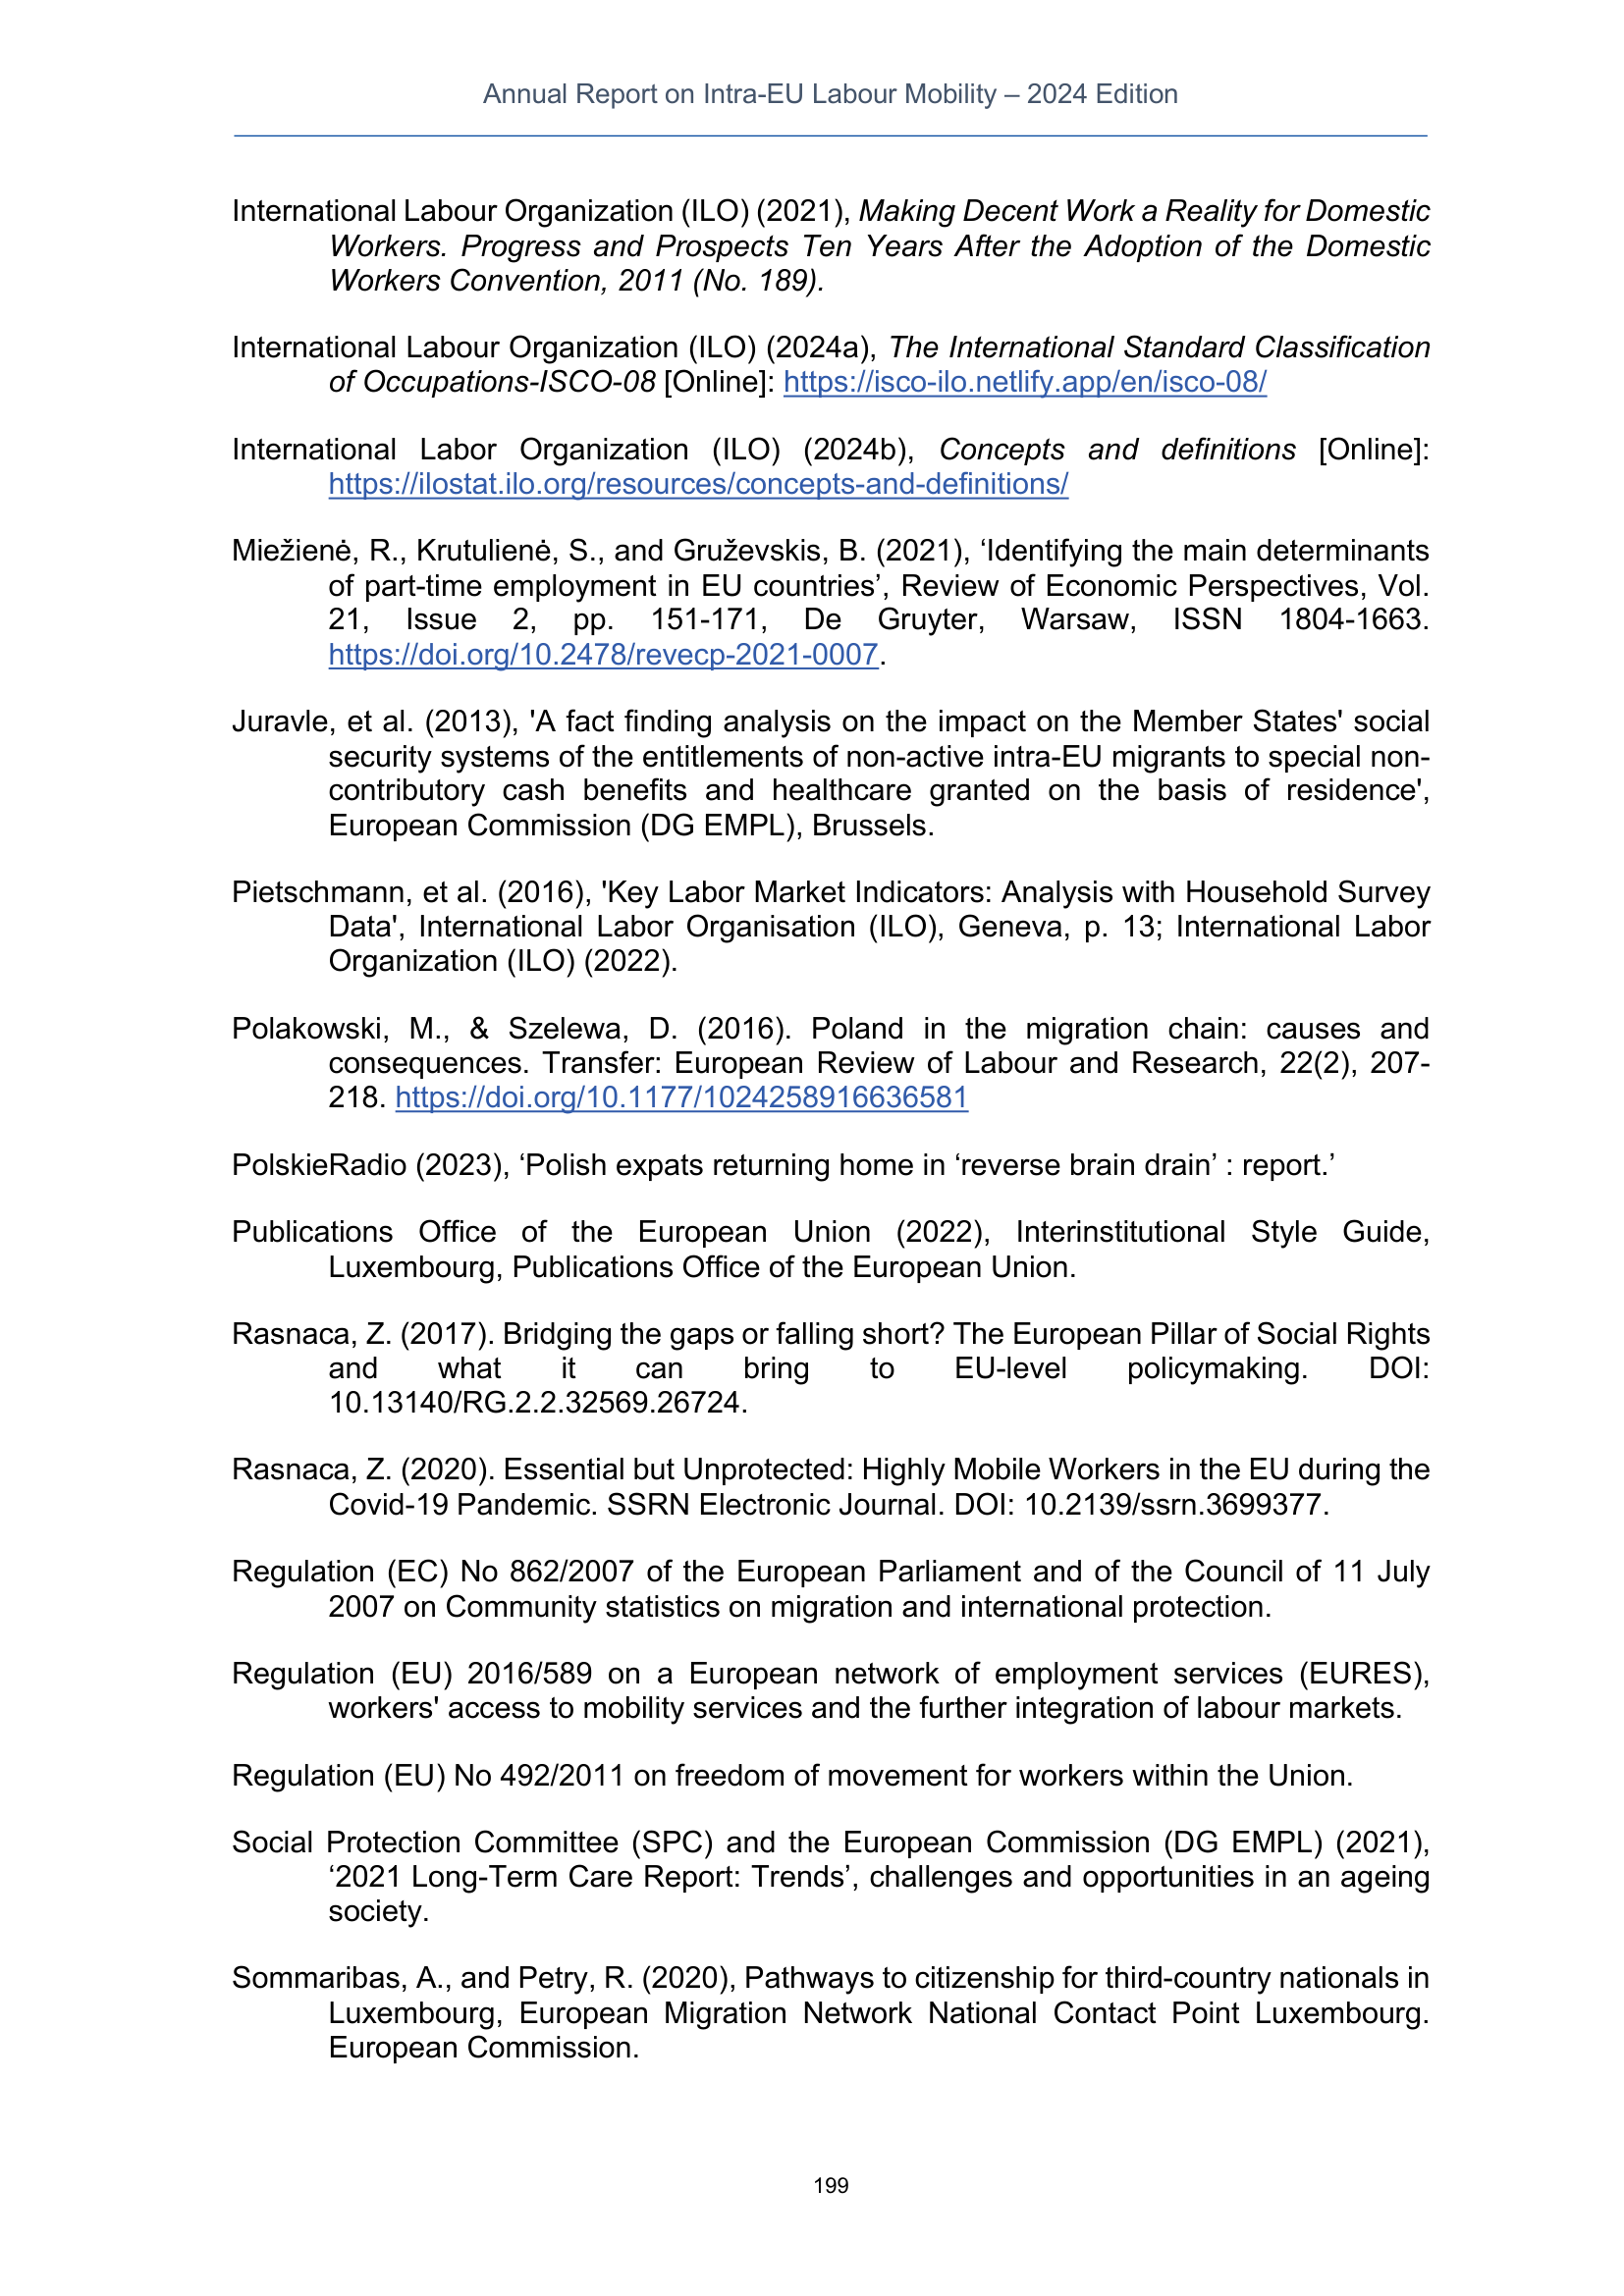 Annual Report on Intra-EU Labour Mobility – 2024 Edition
International Labour Organization (ILO) (2021), Making Decent Work a Reality for Domestic
Workers. Progress and Prospects Ten Years After the Adoption of the Domestic
Workers Convention, 2011 (No. 189).
International Labour Organization (ILO) (2024a), The International Standard Classification
of Occupations-ISCO-08 [Online]: https://isco-ilo.netlify.app/en/isco-08/
International Labor Organization (ILO) (2024b), Concepts and definitions [Online]:
https://ilostat.ilo.org/resources/concepts-and-definitions/
Miežienė, R., Krutulienė, S., and Gruževskis, B. (2021), ‘Identifying the main determinants
of part-time employment in EU countries’, Review of Economic Perspectives, Vol.
21, Issue 2, pp. 151-171, De Gruyter, Warsaw, ISSN 1804-1663.
https://doi.org/10.2478/revecp-2021-0007.
Juravle, et al. (2013), 'A fact finding analysis on the impact on the Member States' social
security systems of the entitlements of non-active intra-EU migrants to special non-
contributory cash benefits and healthcare granted on the basis of residence',
European Commission (DG EMPL), Brussels.
Pietschmann, et al. (2016), 'Key Labor Market Indicators: Analysis with Household Survey
Data', International Labor Organisation (ILO), Geneva, p. 13; International Labor
Organization (ILO) (2022).
Polakowski, M., & Szelewa, D. (2016). Poland in the migration chain: causes and
consequences. Transfer: European Review of Labour and Research, 22(2), 207-
218. https://doi.org/10.1177/1024258916636581
PolskieRadio (2023), ‘Polish expats returning home in ‘reverse brain drain’ : report.’
Publications Office of the European Union (2022), Interinstitutional Style Guide,
Luxembourg, Publications Office of the European Union.
Rasnaca, Z. (2017). Bridging the gaps or falling short? The European Pillar of Social Rights
and what it can bring to EU-level policymaking. DOI:
10.13140/RG.2.2.32569.26724.
Rasnaca, Z. (2020). Essential but Unprotected: Highly Mobile Workers in the EU during the
Covid-19 Pandemic. SSRN Electronic Journal. DOI: 10.2139/ssrn.3699377.
Regulation (EC) No 862/2007 of the European Parliament and of the Council of 11 July
2007 on Community statistics on migration and international protection.
Regulation (EU) 2016/589 on a European network of employment services (EURES),
workers' access to mobility services and the further integration of labour markets.
Regulation (EU) No 492/2011 on freedom of movement for workers within the Union.
Social Protection Committee (SPC) and the European Commission (DG EMPL) (2021),
‘2021 Long-Term Care Report: Trends’, challenges and opportunities in an ageing
society.
Sommaribas, A., and Petry, R. (2020), Pathways to citizenship for third-country nationals in
Luxembourg, European Migration Network National Contact Point Luxembourg.
European Commission.
199